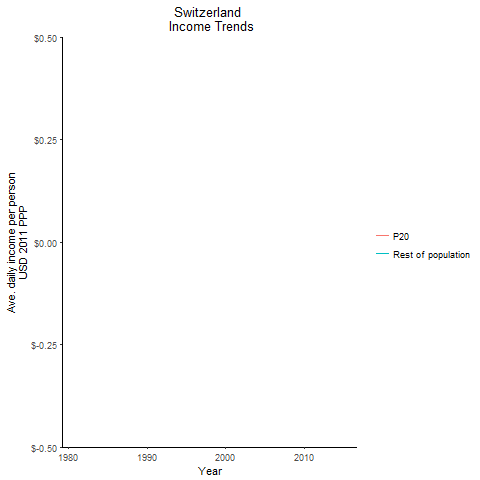 Switzerland
Income Trends
$0.50
$0.25
$0.00
$-0.25
$-0.50
Ave. daily income per person
USD 2011 PPP
1980
1990
2000
2010
Year
P20
Rest of population